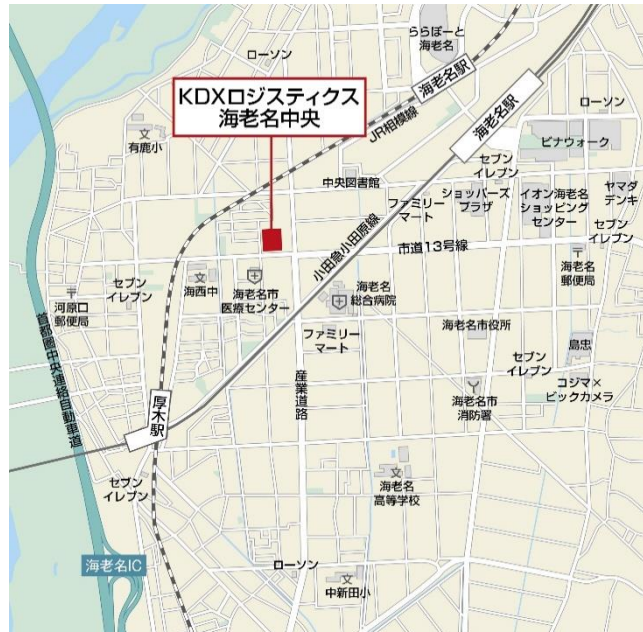 ららぽーと
海老名
ローソン
海老名駅
KDXロジスティクス
海老名中央
JR相模線
海老名駅
ローソン
文
有鹿小
ビナウォーク
中央図書館
セブン
イレブン
ファミリー
マート
ショッパーズ
プラザ
イオン海老名
ショッピング
センター
ヤマダ
デンキ
小田急小田原線
市道13号線
セブン
イレブン
海老名
郵便局
セブン
イレブン
河原口
郵便局
文
海西中
海老名市
医療センター
海老名
総合病院
首都圏中央連絡自動車道
ファミリー
マート
海老名市役所
島忠
産業道路
セブン
イレブン
コジマ×
ビックカメラ
厚木駅
海老名市
消防署
文
海老名
高等学校
セブン
イレブン
海老名IC
ローソン
文
中新田小